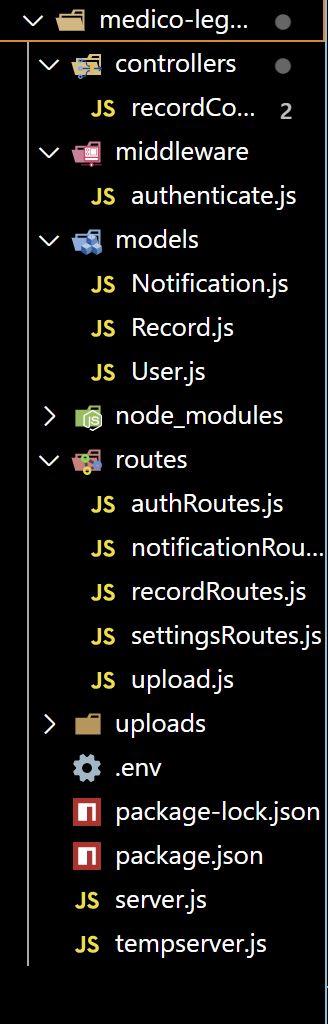 medico-leg...
controllers
JS recordCo... 2
middleware
JS authenticate.js
models
JS Notification.js
JS Record.js
JS User.js
JS node_modules
routes
JS authRoutes.js
JS notificationRou...
JS recordRoutes.js
JS settingsRoutes.js
JS upload.js
uploads
.env
package-lock.json
package.json
JS server.js
JS tempserver.js